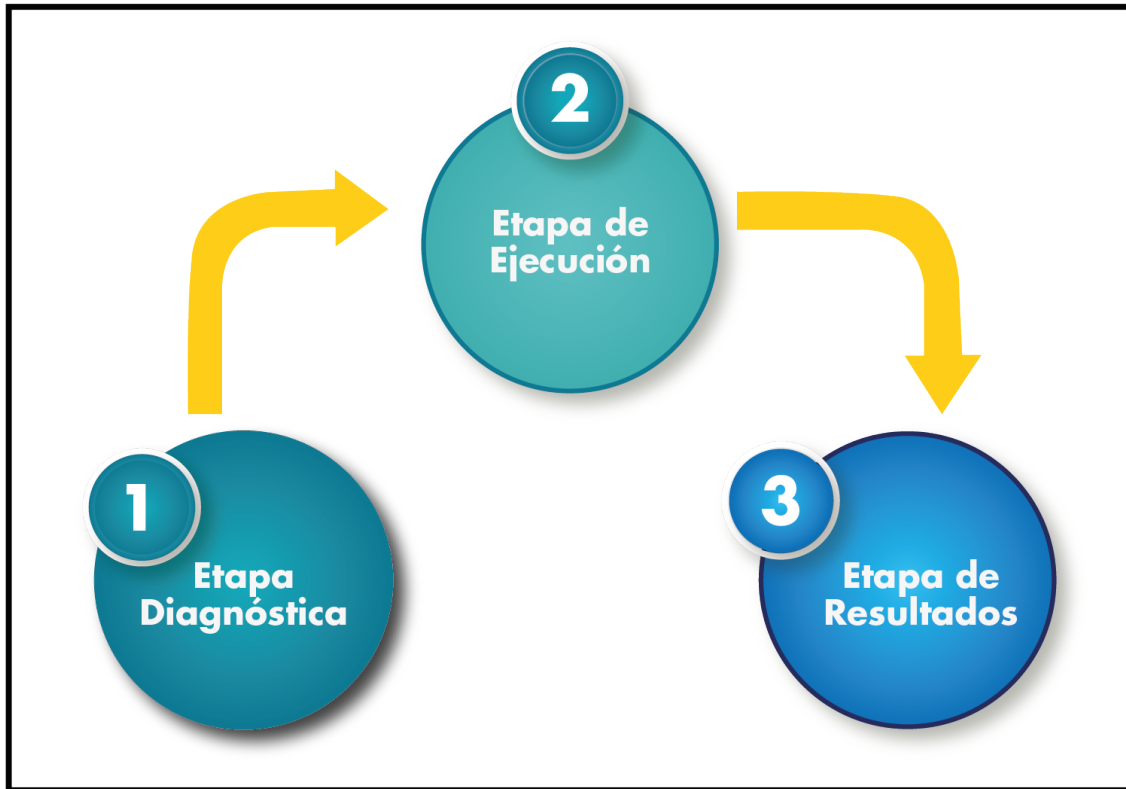 1
Etapa
Diagnóstica
2
Etapa de
Ejecución
3
Etapa de
Resultados